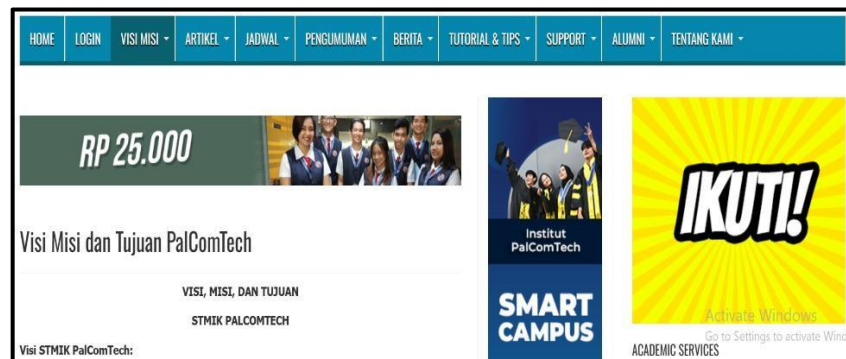 HOME LOGIN VISI MISI ARTIKEL JADWAL PENGUMUMAN BERITA TUTORIAL & TIPS SUPPORT ALUMNI TENTANG KAMI
RP 25.000
Visi Misi dan Tujuan PalComTech
VISI, MISI, DAN TUJUAN
STMIK PALCOMTECH
Visi STMIK PalComTech:
Institut
PalComTech
SMART
CAMPUS
IKUTI!
Activate Windows
Go to Settings to activate Wind
ACADEMIC SERVICES